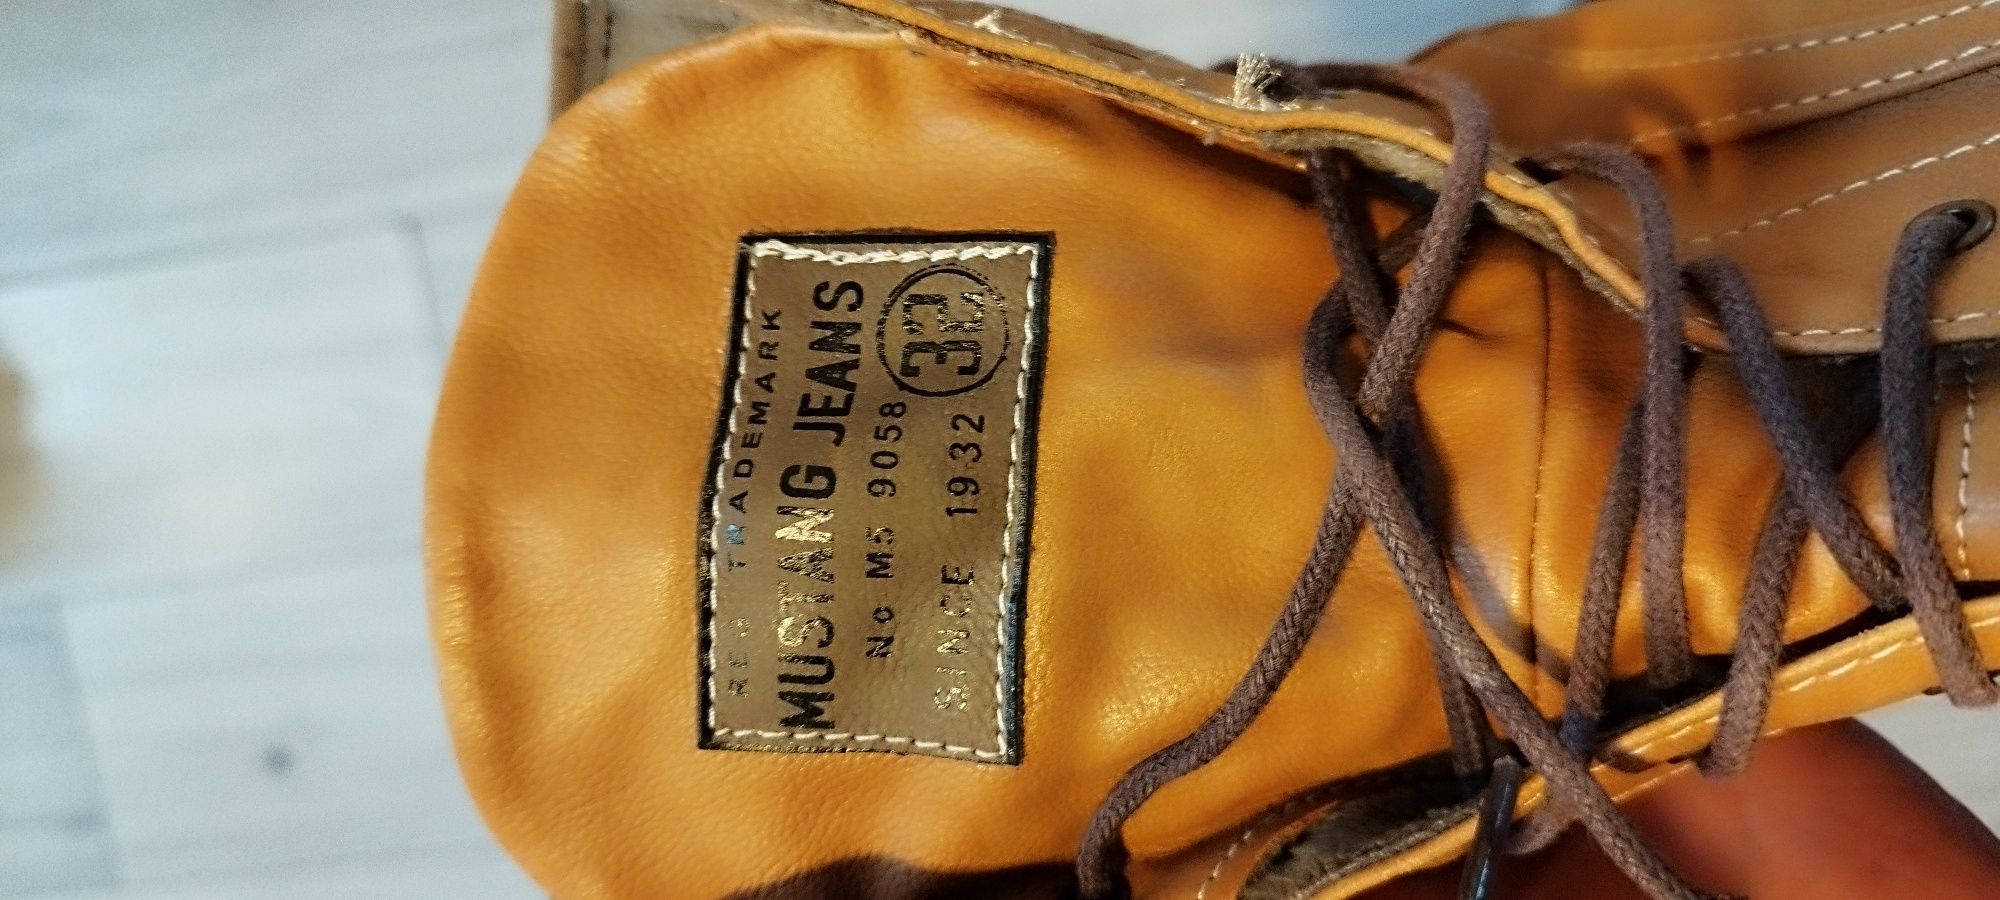 REG TRADEMARK
MUSTANG JEANS
No M5 9058
SINCE 1932
32